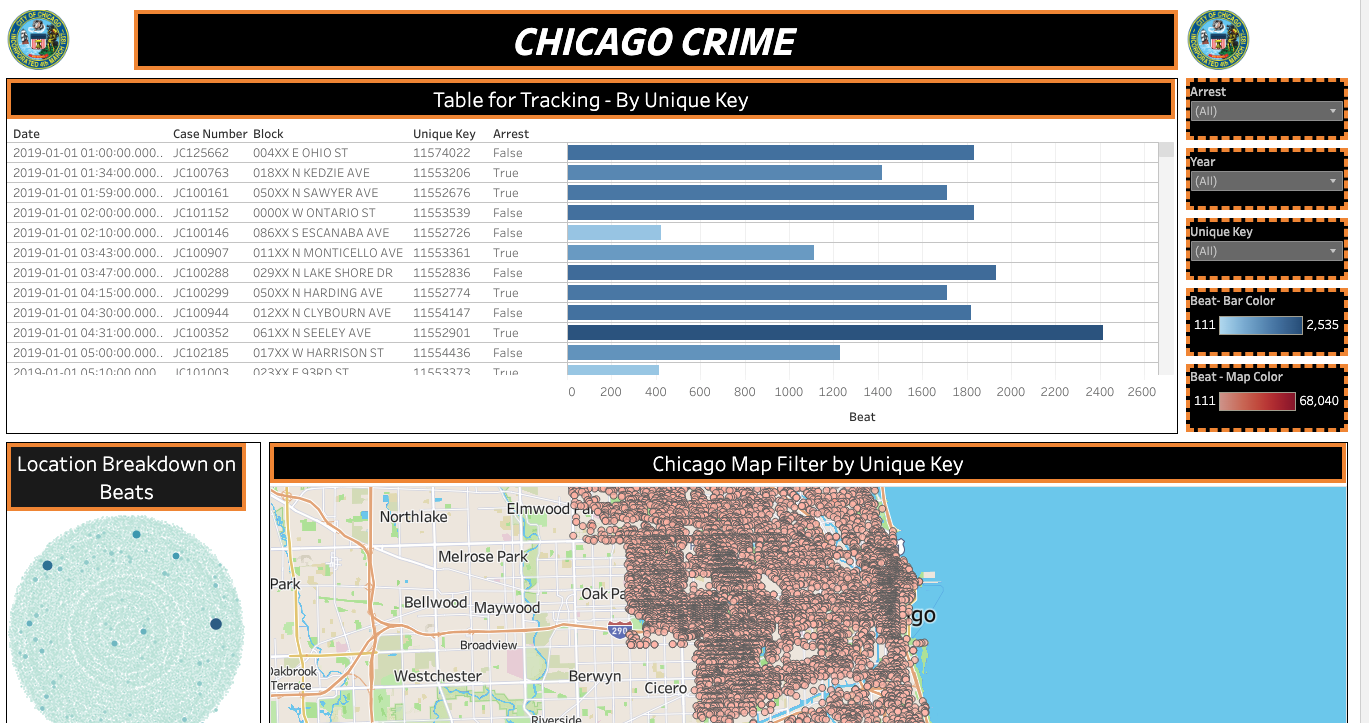 CHICAGO CRIME
Table for Tracking - By Unique Key
Date Case Number Block Unique Key Arrest
2019-01-01 01:00:00.000.. JC125662 004XX E OHIO ST 11574022 False
2019-01-01 01:34:00.000.. JC100763 018XX N KEDZIE AVE 11553206 True
2019-01-01 01:59:00.000.. JC100161 050XX N SAWYER AVE 11552676 True
2019-01-01 02:00:00.000.. JC101152 0000X W ONTARIO ST 11553539 False
2019-01-01 02:10:00.000.. JC100146 086XX S ESCANABA AVE 11552726 False
2019-01-01 03:43:00.000.. JC100907 011XX N MONTICELLO AVE 11553361 True
2019-01-01 03:47:00.000.. JC100288 029XX N LAKE SHORE DR 11552836 False
2019-01-01 04:15:00.000.. JC100299 050XX N HARDING AVE 11552774 True
2019-01-01 04:30:00.000.. JC100944 012XX N CLYBOURN AVE 11554147 False
2019-01-01 04:31:00.000.. JC100352 061XX N SEELEY AVE 11552901 True
2019-01-01 05:00:00.000.. JC102185 017XX W HARRISON ST 11554436 False
2019-01-01 05:10:00.000.. JC101003 023XX E 93RD ST 11553373 True
0 200 400 600 800 1000 1200 1400 1600 1800 2000 2200 2400 2600
Beat
Arrest
(All)
Year
(All)
Unique Key
(All)
Beat- Bar Color
111 2,535
Beat - Map Color
111 68,040
Location Breakdown on
Beats
Chicago Map Filter by Unique Key
Northlake
Elmwood
Melrose Park
Park
Oak
Bellwood
Maywood
go
290
Broadview
Oakbrook
Terrace
Westchester
Berwyn
Cicero
Riverside